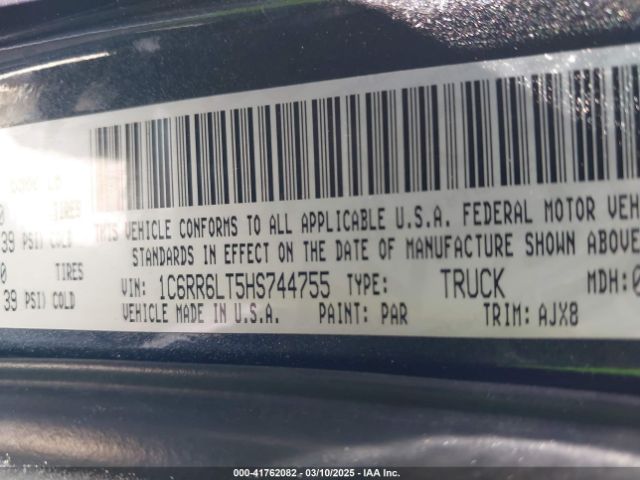 TIRES
39 PSI) COLD
TIRES
39 PSI) COLD
THIS VEHICLE CONFORMS TO ALL APPLICABLE U.S.A. FEDERAL MOTOR VEH
STANDARDS IN EFFECT ON THE DATE OF MANUFACTURE SHOWN ABOVE
VIN: 1C6RR6LT5HS744755 TYPE: TRUCK MDH:0
VEHICLE MADE IN U.S.A. PAINT: PAR TRIM: AJX8
000-41762082 — 03/10/2025 — IAA Inc.